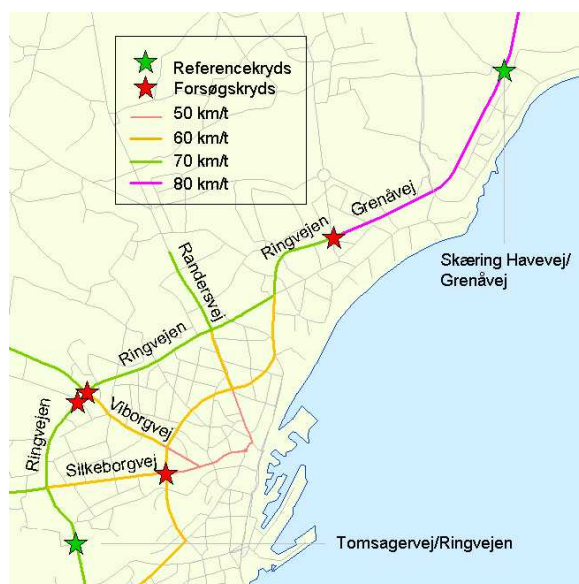 Referencekryds
Forsøgskryds
50 km/t
60 km/t
70 km/t
80 km/t
Grenåvej
Ringvejen
Randersvej
Skæring Havevej/
Grenåvej
Ringvejen
Viborgvej
Ringvejen
Silkeborgvej
Tomsagervej/Ringvejen